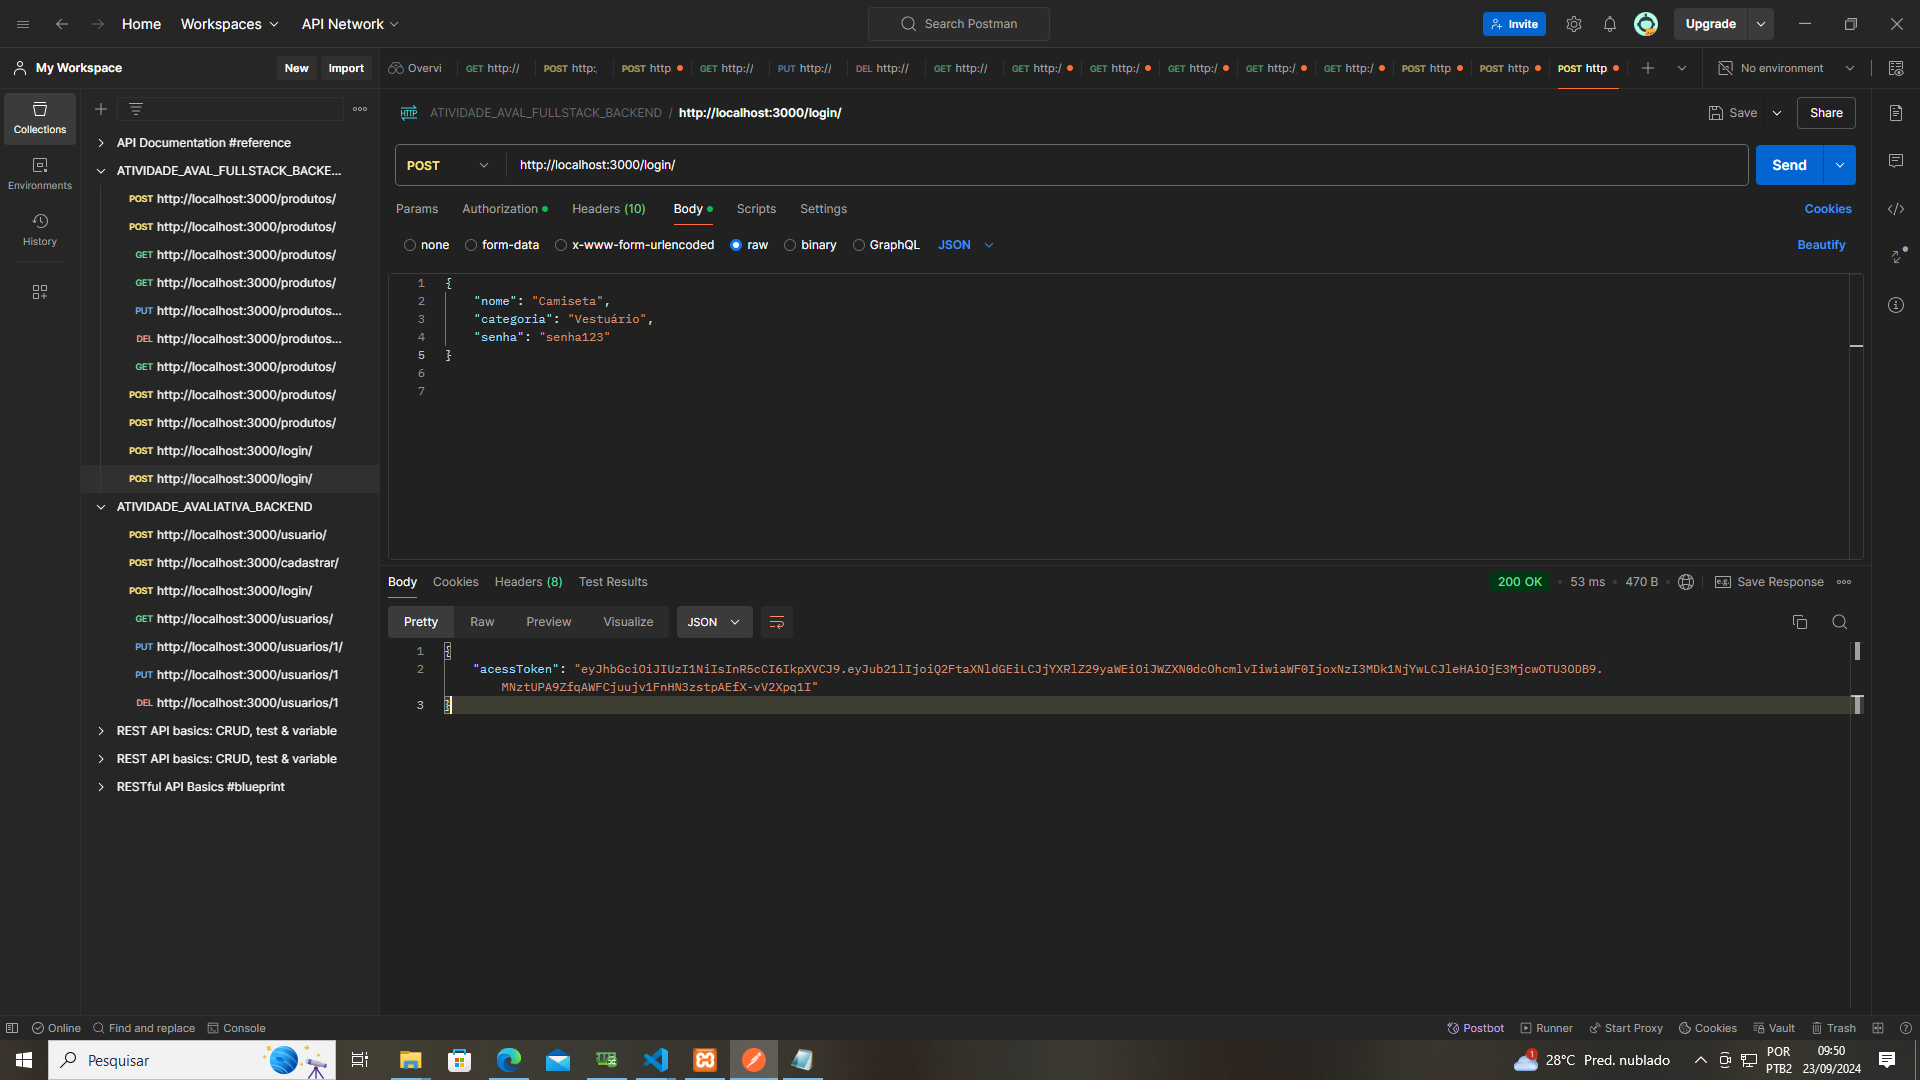 Home Workspaces API Network Search Postman Invite Upgrade
My Workspace New Import Overvi GET http:// POST http: POST http GET http:// PUT http:// DEL http:// GET http:// GET http:/ GET http:/ GET http:/ GET http:/ GET http:/ POST http POST http POST http No environment
Collections
Environments
History
API Documentation #reference
ATIVIDADE_AVAL_FULLSTACK_BACKE...
POST http://localhost:3000/produtos/
POST http://localhost:3000/produtos/
GET http://localhost:3000/produtos/
GET http://localhost:3000/produtos/
PUT http://localhost:3000/produtos...
DEL http://localhost:3000/produtos...
GET http://localhost:3000/produtos/
POST http://localhost:3000/produtos/
POST http://localhost:3000/produtos/
POST http://localhost:3000/login/
POST http://localhost:3000/login/
ATIVIDADE_AVALIATIVA_BACKEND
POST http://localhost:3000/usuario/
POST http://localhost:3000/cadastrar/
POST http://localhost:3000/login/
GET http://localhost:3000/usuarios/
PUT http://localhost:3000/usuarios/1/
PUT http://localhost:3000/usuarios/1
DEL http://localhost:3000/usuarios/1
REST API basics: CRUD, test & variable
REST API basics: CRUD, test & variable
RESTful API Basics #blueprint
HTTP ATIVIDADE_AVAL_FULLSTACK_BACKEND / http://localhost:3000/login/ Save Share
POST http://localhost:3000/login/ Send
Params Authorization Headers (10) Body Scripts Settings Cookies
none form-data x-www-form-urlencoded raw binary GraphQL JSON Beautify
1 {
2 "nome": "Camiseta",
3 "categoria": "Vestuário",
4 "senha": "senha123"
5 }
6
7
Body Cookies Headers (8) Test Results 200 OK 53 ms 470 B e.g. Save Response
Pretty Raw Preview Visualize JSON
1 {
2 "acessToken": "eyJhbGciOiJIUzI1NiIsInR5cCI6IkpXVCJ9.eyJub21lIjoiQ2FtaXNldGEiLCJjYXRlZ29yaWEiOiJWZXN0dcOhcmlvIiwiaWF0IjoxNzI3MDk1NjYwLCJleHAiOjE3MjcwOTU3ODB9.
MNztUPA9ZfqAWFCjuujv1FnHN3zstpAEfX-vV2Xpq1I"
3 }
Online Find and replace Console Postbot Runner Start Proxy Cookies Vault Trash
Pesquisar 1 28°C Pred. nublado POR PTB2 09:50 23/09/2024